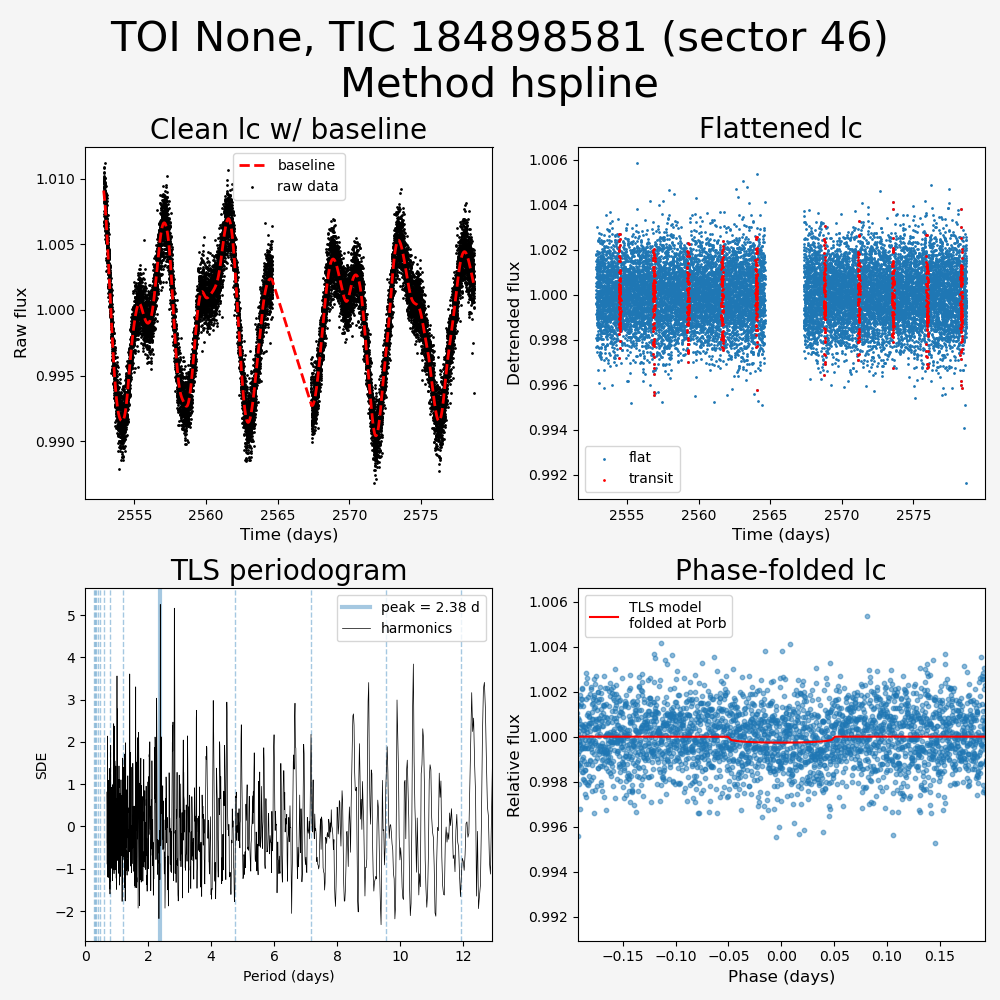 TOI None, TIC 184898581 (sector 46)
Method hspline
Clean lc w/ baseline
Flattened lc
baseline
raw data
1.010
1.005
1.000
0.995
0.990
Raw flux
2555 2560 2565 2570 2575
Time (days)
1.006
1.004
1.002
1.000
0.998
0.996
0.994
0.992
Detrended flux
flat
transit
2555 2560 2565 2570 2575
Time (days)
TLS periodogram
Phase-folded lc
peak = 2.38 d
harmonics
5
4
3
2
1
0
−1
−2
SDE
0 2 4 6 8 10 12
Period (days)
TLS model
folded at Porb
1.006
1.004
1.002
1.000
0.998
0.996
0.994
0.992
Relative flux
−0.15 −0.10 −0.05 0.00 0.05 0.10 0.15
Phase (days)